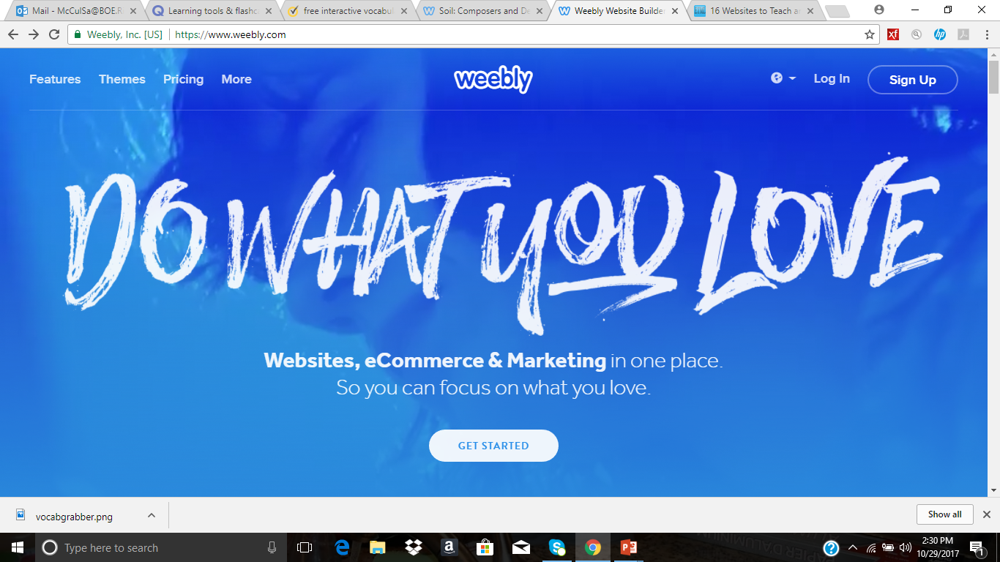 Mail - McCulSa@BOE.R
Learning tools & flashc
free interactive vocabul
Soil: Composers and De
Weebly Website Builder
16 Websites to Teach a
Weebly, Inc. [US] https://www.weebly.com
Features Themes Pricing More
weebly
Log In Sign Up
DO WHAT YOU LOVE
Websites, eCommerce & Marketing in one place.
So you can focus on what you love.
GET STARTED
vocabgrabber.png
Show all
Type here to search
2:30 PM
10/29/2017
1